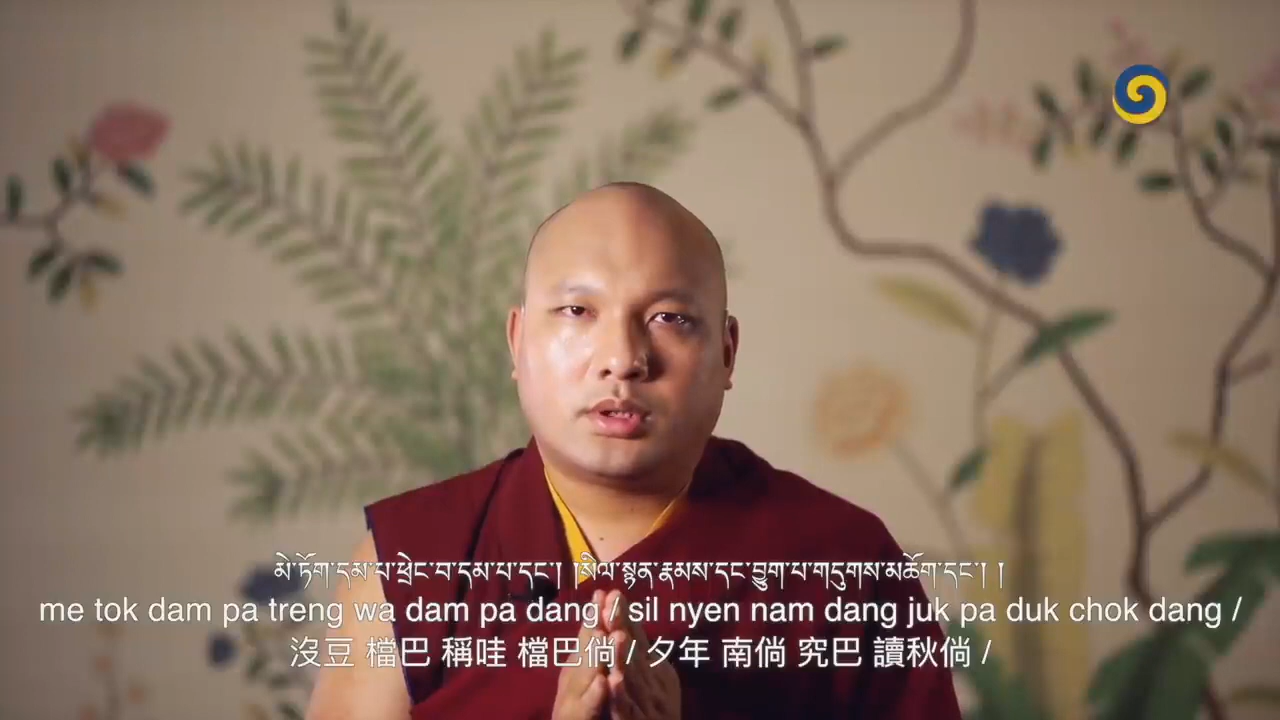 མེ་ཏོག་དམ་པ་ཕྲེང་བ་དམ་པ་དང་། །སིལ་སྙན་རྣམས་དང་བྱུག་པ་གདུགས་མཆོག་དང་། །
me tok dam pa treng wa dam pa dang / sil nyen nam dang juk pa duk chok dang /
沒豆 檔巴 稱哇 檔巴倘 / 夕年 南倘 究巴 讀秋倘 /